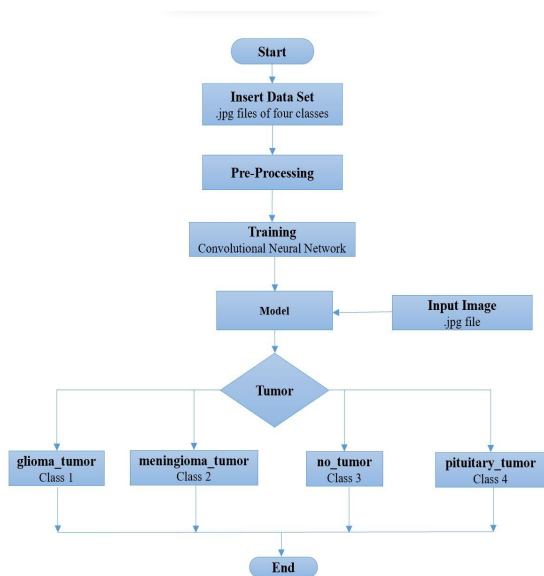 Start
Insert Data Set
.jpg files of four classes
Pre-Processing
Training
Convolutional Neural Network
Model
Input Image
.jpg file
Tumor
glioma_tumor
Class 1
meningioma_tumor
Class 2
no_tumor
Class 3
pituitary_tumor
Class 4
End